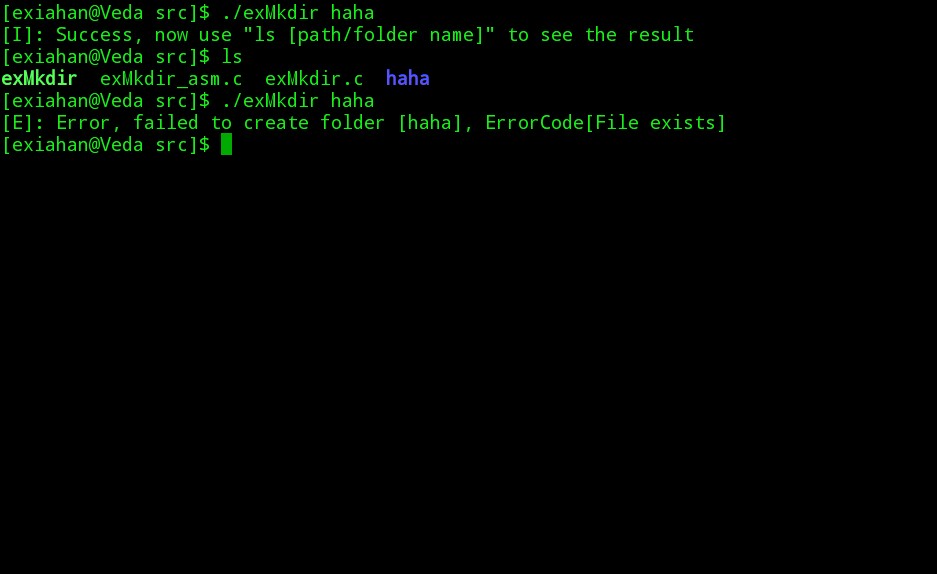 [exiahan@Veda src]$ ./exMkdir haha
[I]: Success, now use "ls [path/folder name]" to see the result
[exiahan@Veda src]$ ls
exMkdir  exMkdir_asm.c  exMkdir.c  haha
[exiahan@Veda src]$ ./exMkdir haha
[E]: Error, failed to create folder [haha], ErrorCode[File exists]
[exiahan@Veda src]$